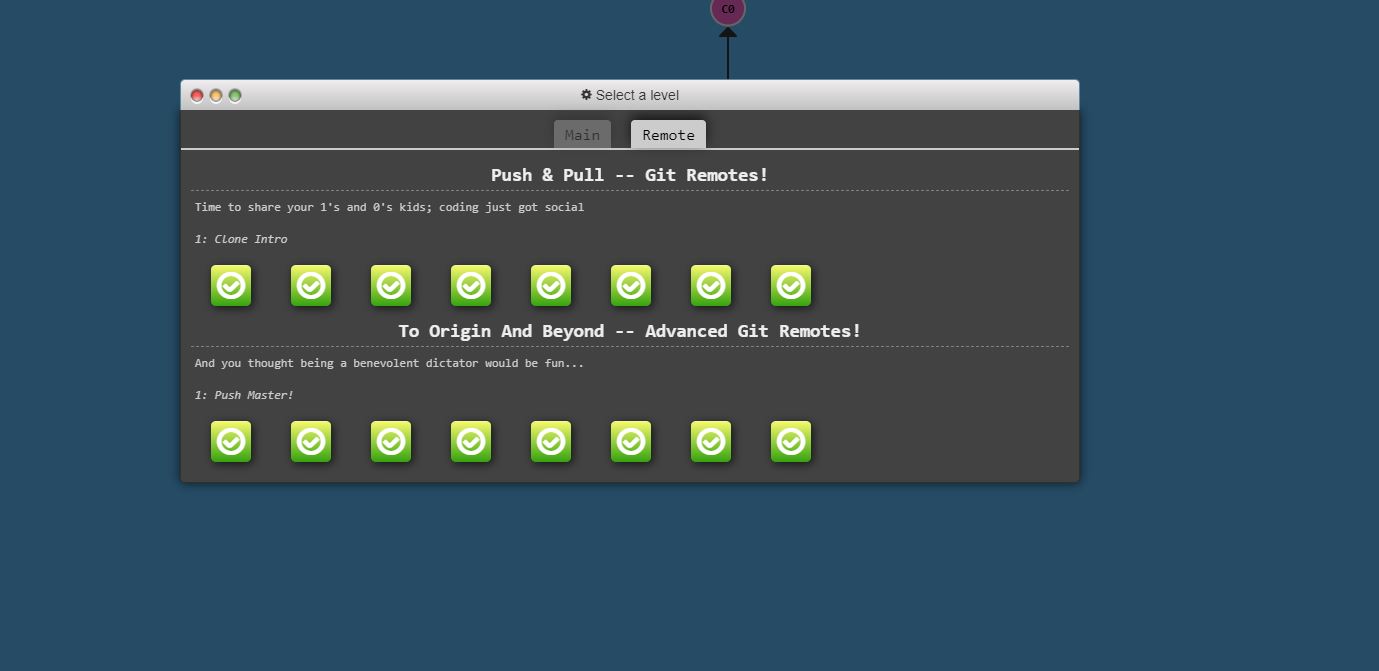 C0
Select a level
Main
Remote
Push & Pull -- Git Remotes!
Time to share your 1's and 0's kids; coding just got social
1: Clone Intro
To Origin And Beyond -- Advanced Git Remotes!
And you thought being a benevolent dictator would be fun...
1: Push Master!